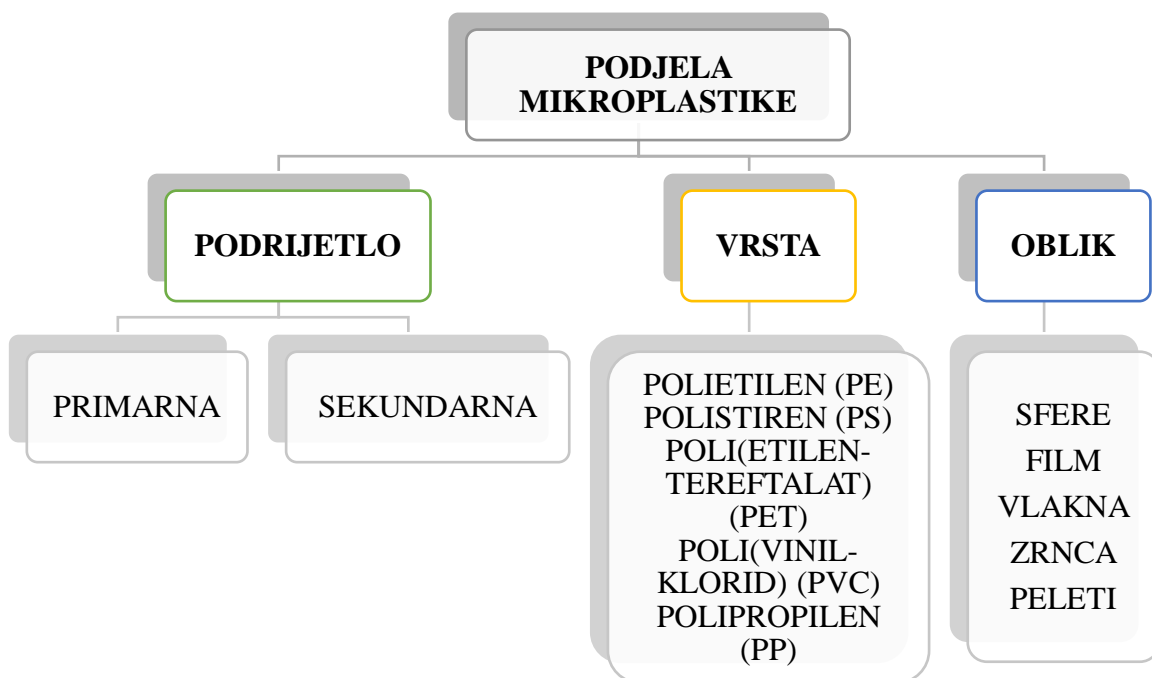 PODJELA
MIKROPLASTIKE
PODRIJETLO
VRSTA
OBLIK
PRIMARNA
SEKUNDARNA
POLIETILEN (PE)
POLISTIREN (PS)
POLI(ETILEN-
TEREFTALAT)
(PET)
POLI(VINIL-
KLORID) (PVC)
POLIPROPILEN
(PP)
SFERE
FILM
VLAKNA
ZRNCA
PELETI